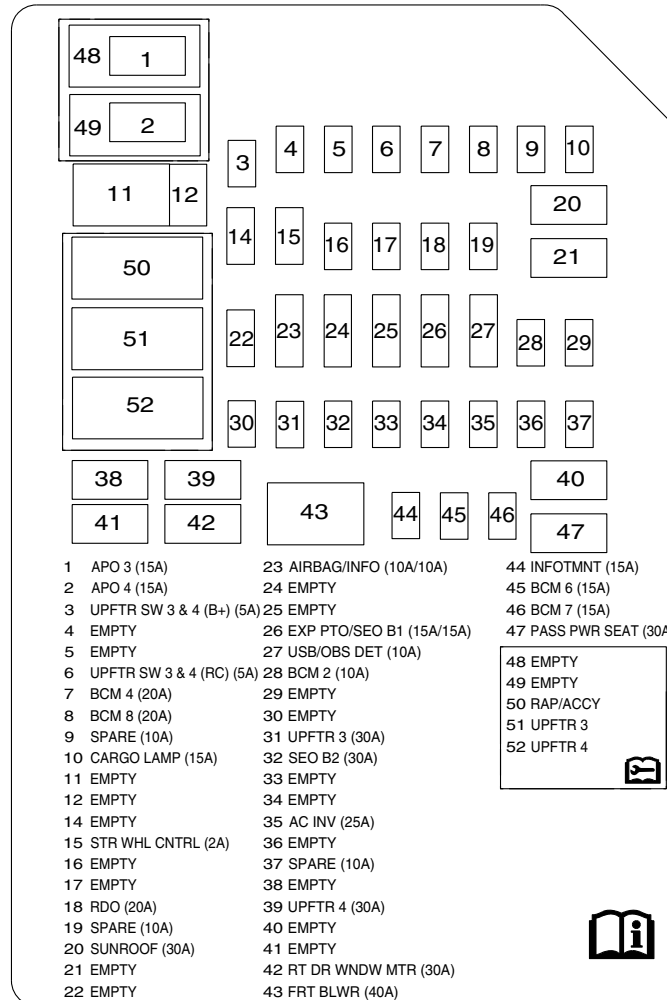 48 1
49 2
3 4 5 6 7 8 9 10
11 12
20
14 15 16 17 18 19
21
50
51
52
22 23 24 25 26 27 28 29
30 31 32 33 34 35 36 37
38 39
40
41 42
43
44 45 46
47
1 APO 3 (15A)
2 APO 4 (15A)
3 UPFTR SW 3 & 4 (B+) (5A)
4 EMPTY
5 EMPTY
6 UPFTR SW 3 & 4 (RC) (5A)
7 BCM 4 (20A)
8 BCM 8 (20A)
9 SPARE (10A)
10 CARGO LAMP (15A)
11 EMPTY
12 EMPTY
14 EMPTY
15 STR WHL CNTRL (2A)
16 EMPTY
17 EMPTY
18 RDO (20A)
19 SPARE (10A)
20 SUNROOF (30A)
21 EMPTY
22 EMPTY
23 AIRBAG/INFO (10A/10A)
24 EMPTY
25 EMPTY
26 EXP PTO/SEO B1 (15A/15A)
27 USB/OBS DET (10A)
28 BCM 2 (10A)
29 EMPTY
30 EMPTY
31 UPFTR 3 (30A)
32 SEO B2 (30A)
33 EMPTY
34 EMPTY
35 AC INV (25A)
36 EMPTY
37 SPARE (10A)
38 EMPTY
39 UPFTR 4 (30A)
40 EMPTY
41 EMPTY
42 RT DR WNDW MTR (30A)
43 FRT BLWR (40A)
44 INFOTMNT (15A)
45 BCM 6 (15A)
46 BCM 7 (15A)
47 PASS PWR SEAT (30A
48 EMPTY
49 EMPTY
50 RAP/ACCY
51 UPFTR 3
52 UPFTR 4